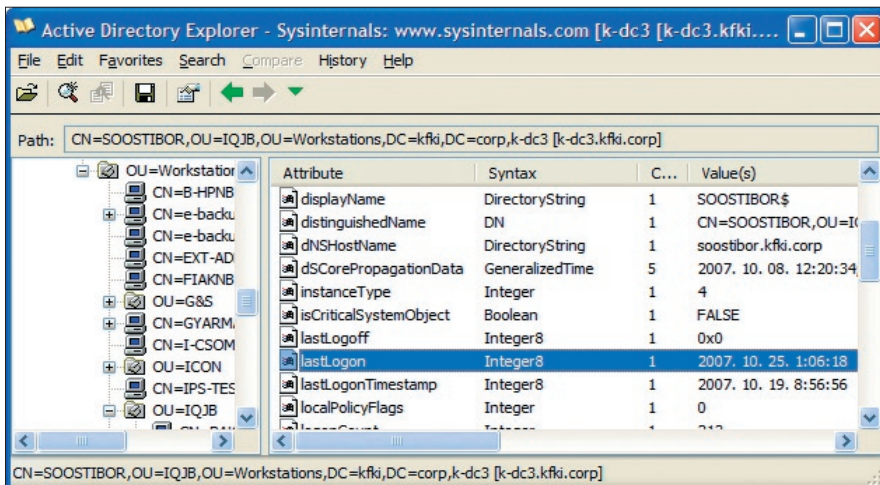 Active Directory Explorer - Sysinternals: www.sysinternals.com [k-dc3 [k-dc3.kfki....
File Edit Favorites Search Compare History Help
Path: CN=SOOSTIBOR,OU=IQJB,OU=Workstations,DC=kfki,DC=corp,k-dc3 [k-dc3.kfki.corp]
OU=Workstation
CN=B-HPNB
CN=e-backu
CN=e-backu
CN=EXT-AD
CN=FIAKNB
OU=G&S
CN=GYARM
CN=I-CSOM
OU=ICON
CN=IPS-TES
OU=IQJB
Attribute Syntax C... Value(s)
displayName DirectoryString 1 SOOSTIBOR$
distinguishedName DN 1 CN=SOOSTIBOR,OU=IQ
dNSHostName DirectoryString 1 soostibor.kfki.corp
dSCorePropagationData GeneralizedTime 5 2007. 10. 08. 12:20:34,
instanceType Integer 1 4
isCriticalSystemObject Boolean 1 FALSE
lastLogoff Integer8 1 0x0
lastLogon Integer8 1 2007. 10. 25. 1:06:18
lastLogonTimestamp Integer8 1 2007. 10. 19. 8:56:56
localPolicyFlags Integer 1 0
CN=SOOSTIBOR,OU=IQJB,OU=Workstations,DC=kfki,DC=corp,k-dc3 [k-dc3.kfki.corp]